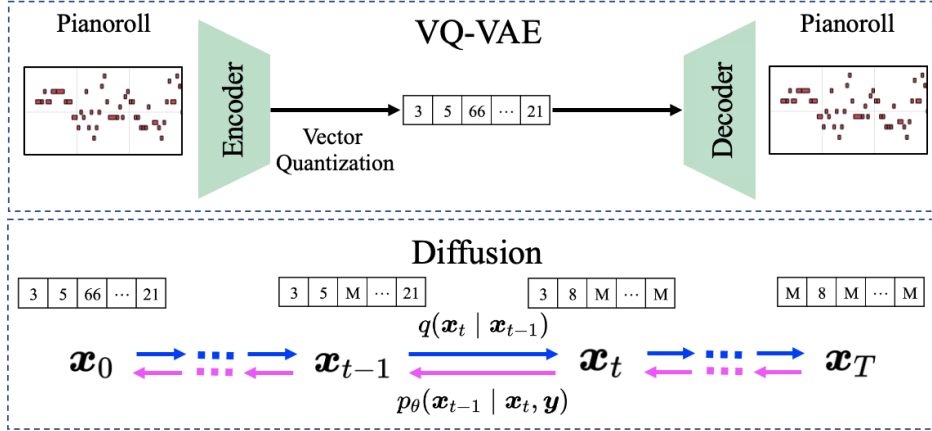 Pianoroll
VQ-VAE
Pianoroll
Encoder
3 5 66 ... 21
Decoder
Vector
Quantization
Diffusion
3 5 66 ... 21
3 5 M ... 21
3 8 M ... M
M 8 M ... M
q(x_t | x_{t-1})
x_0
x_{t-1}
x_t
x_T
p_θ(x_{t-1} | x_t, y)